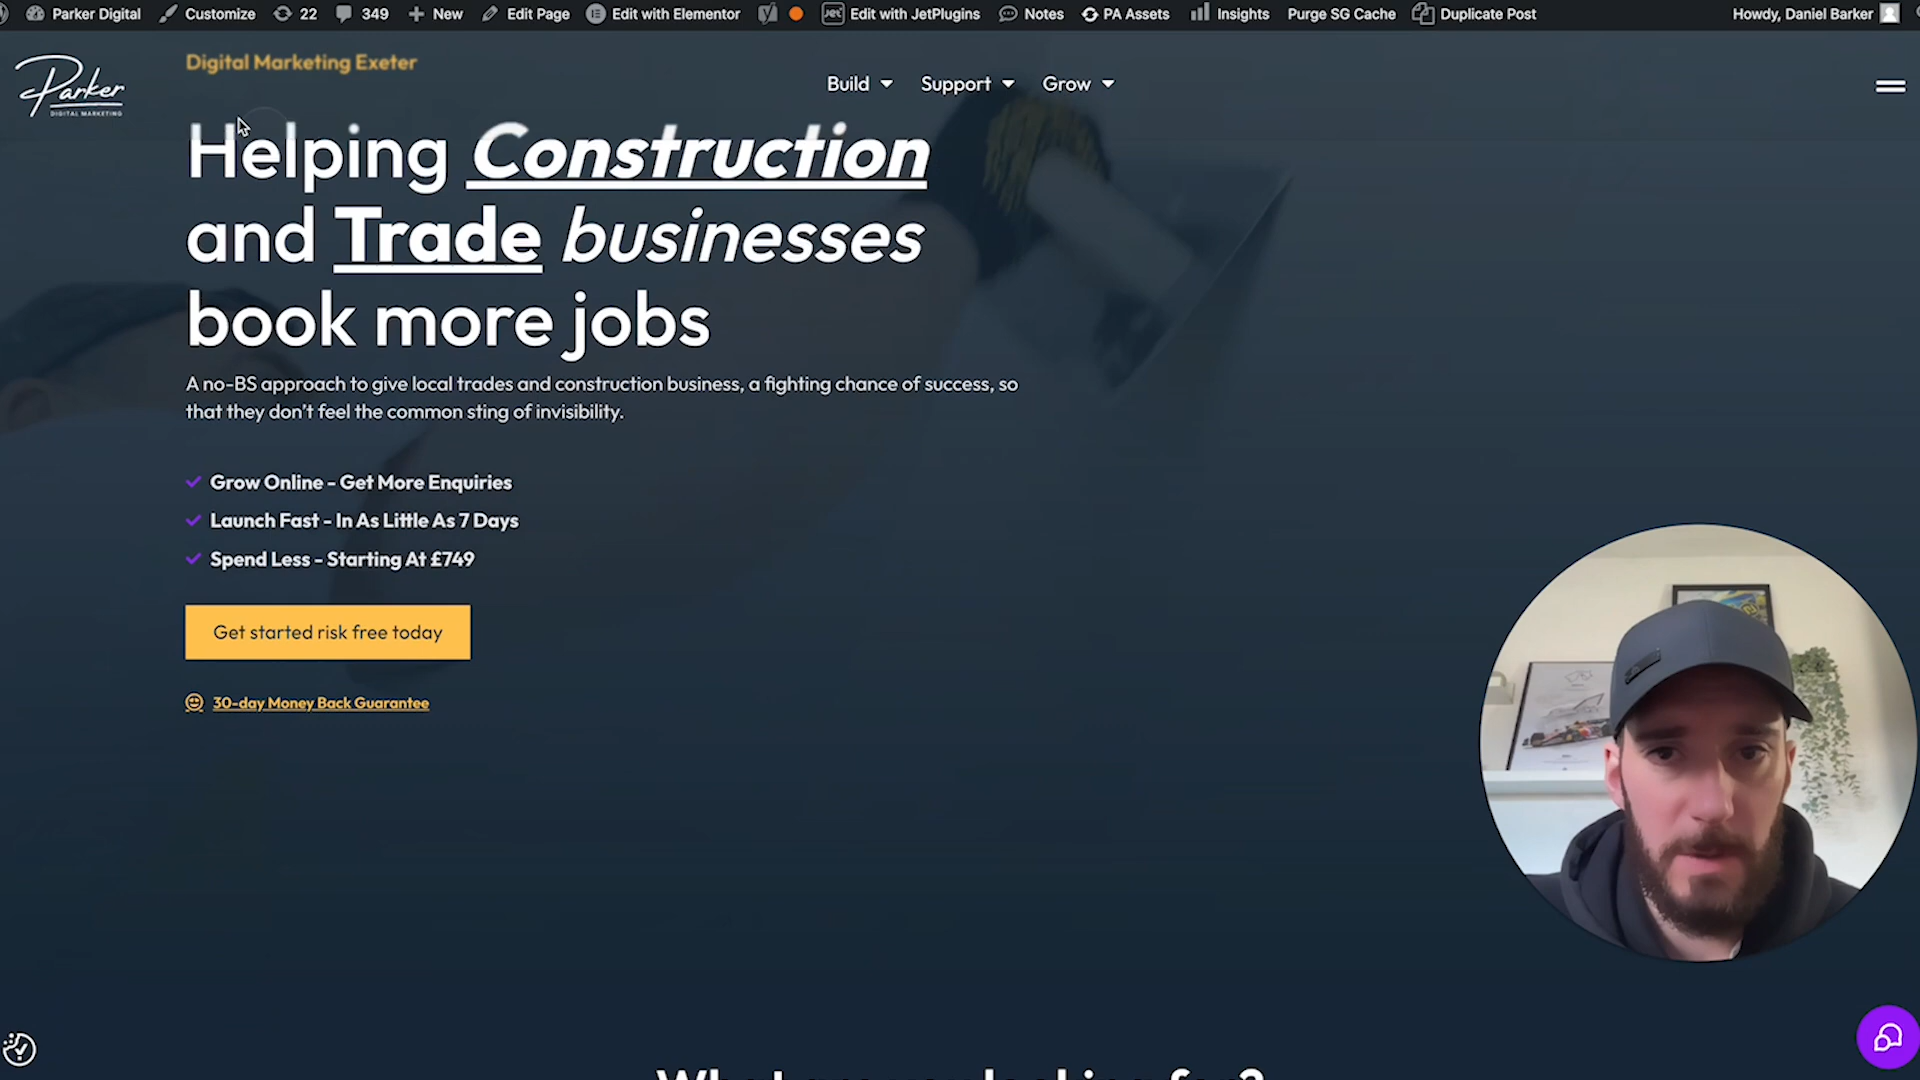 Parker Digital Customize 22 349 New Edit Page Edit with Elementor Edit with JetPlugins Notes PA Assets Insights Purge SG Cache Duplicate Post Howdy, Daniel Barker
Parker
DIGITAL MARKETING
Build Support Grow
Digital Marketing Exeter
Helping Construction
and Trade businesses
book more jobs
A no-BS approach to give local trades and construction business, a fighting chance of success, so
that they don't feel the common sting of invisibility.
Grow Online - Get More Enquiries
Launch Fast - In As Little As 7 Days
Spend Less - Starting At £749
Get started risk free today
30-day Money Back Guarantee
What are you looking for?